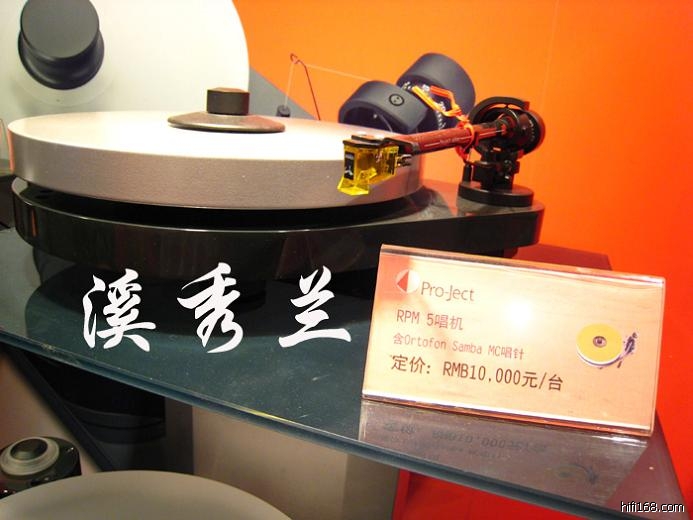 溪秀兰
Pro-Ject
RPM 5唱机
含Ortofon Samba MC唱针
定价: RMB10,000元/台
hifi168.com